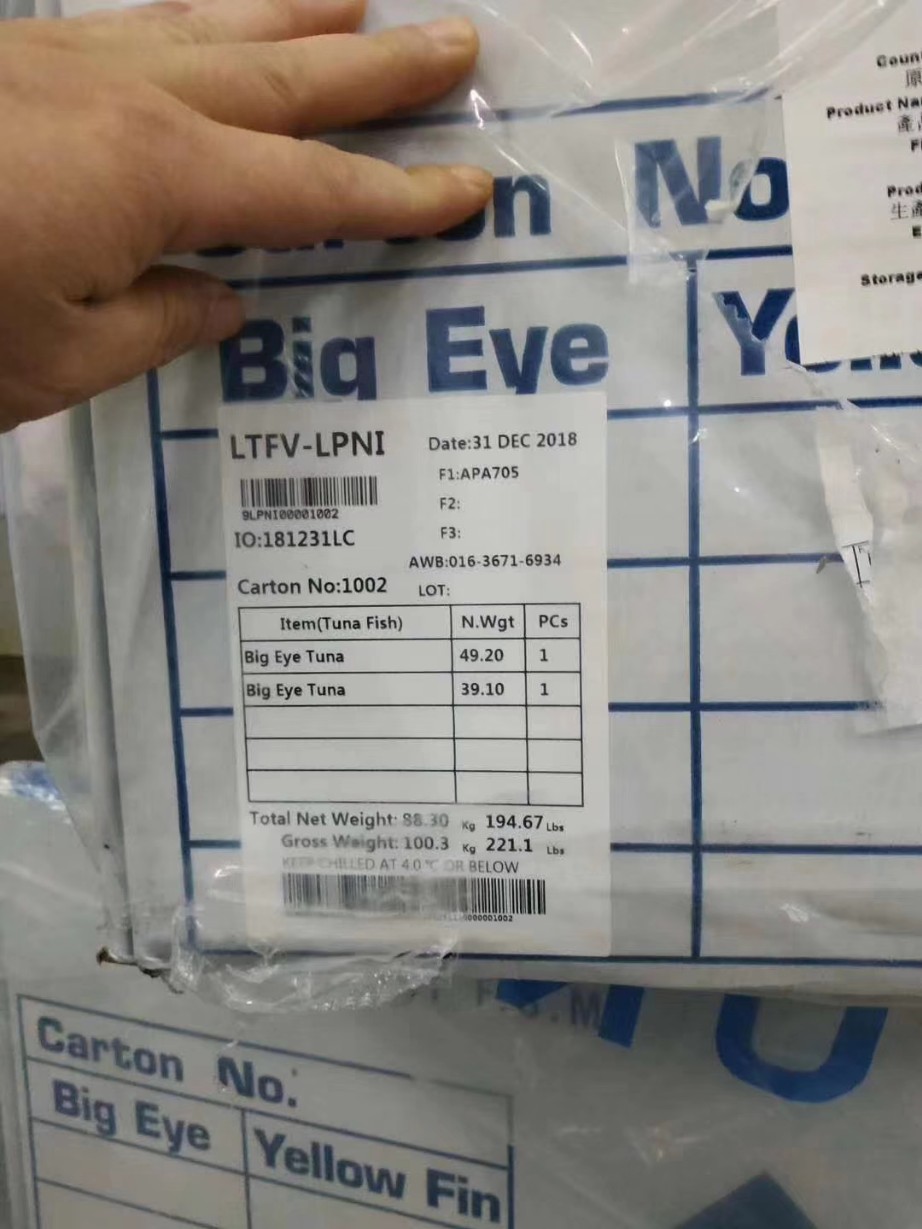 No
Big Eye
LTFV-LPNI
Date:31 DEC 2018
F1:APA705
9LPNI00001002
F2:
IO:181231LC
F3:
AWB:016-3671-6934
Carton No:1002
LOT:
Item(Tuna Fish) N.Wgt PCs
Big Eye Tuna 49.20 1
Big Eye Tuna 39.10 1
Total Net Weight: 88.30 Kg 194.67 Lbs
Gross Weight: 100.3 Kg 221.1 Lbs
KEEP CHILLED AT 4.0 °C OR BELOW
Product
Storage
Carton No.
Big Eye Yellow Fin